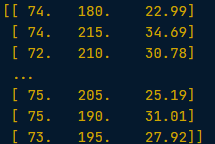 [[ 74.   180.    22.99]
[ 74.   215.    34.69]
[ 72.   210.    30.78]
...
[ 75.   205.    25.19]
[ 75.   190.    31.01]
[ 73.   195.    27.92]]